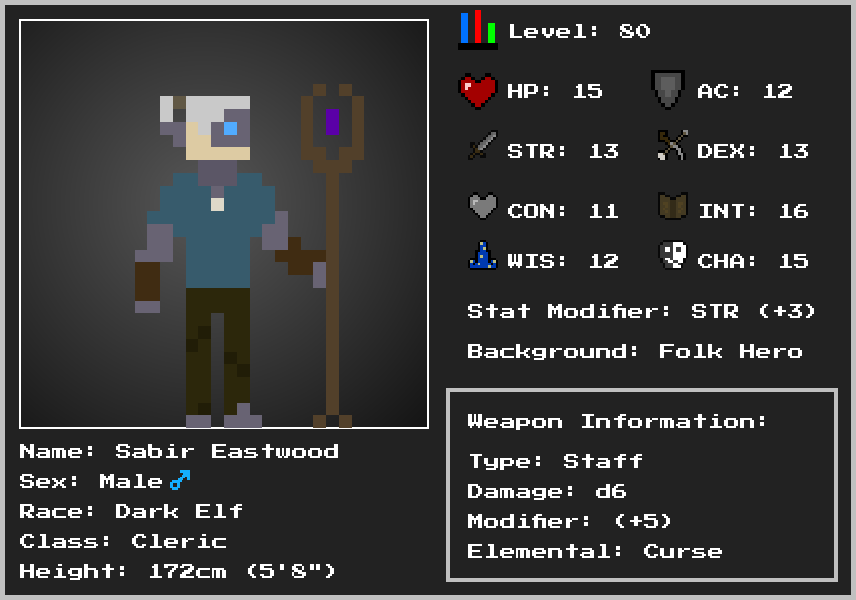 Level: 80
HP: 15 AC: 12
STR: 13 DEX: 13
CON: 11 INT: 16
WIS: 12 CHA: 15
Stat Modifier: STR (+3)
Background: Folk Hero
Weapon Information:
Type: Staff
Damage: d6
Modifier: (+5)
Elemental: Curse
Name: Sabir Eastwood
Sex: Male♂
Race: Dark Elf
Class: Cleric
Height: 172cm (5'8")